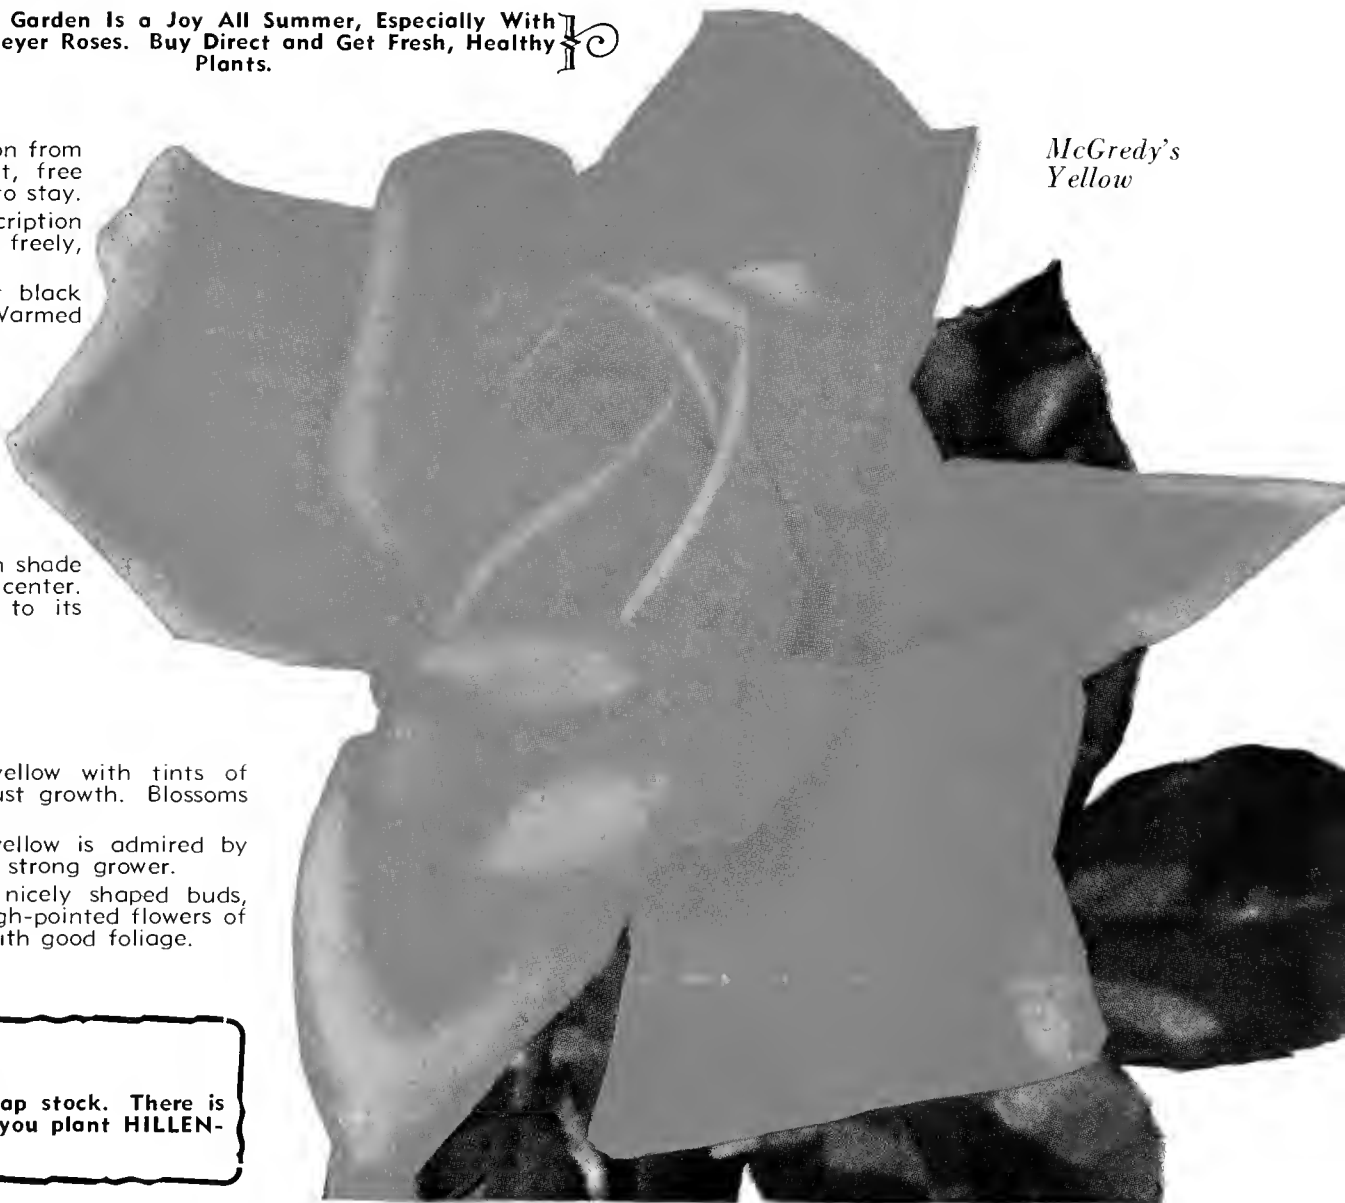 Garden Is a Joy All Summer, Especially With
eyer Roses. Buy Direct and Get Fresh, Healthy
Plants.
on from
t, free
to stay.
cription
freely,
black
Warmed
McGredy's
Yellow
shade
center.
to its
yellow with tints of
ust growth. Blossoms
yellow is admired by
strong grower.
nicely shaped buds,
gh-pointed flowers of
ith good foliage.
ap stock. There is
you plant HILLEN-